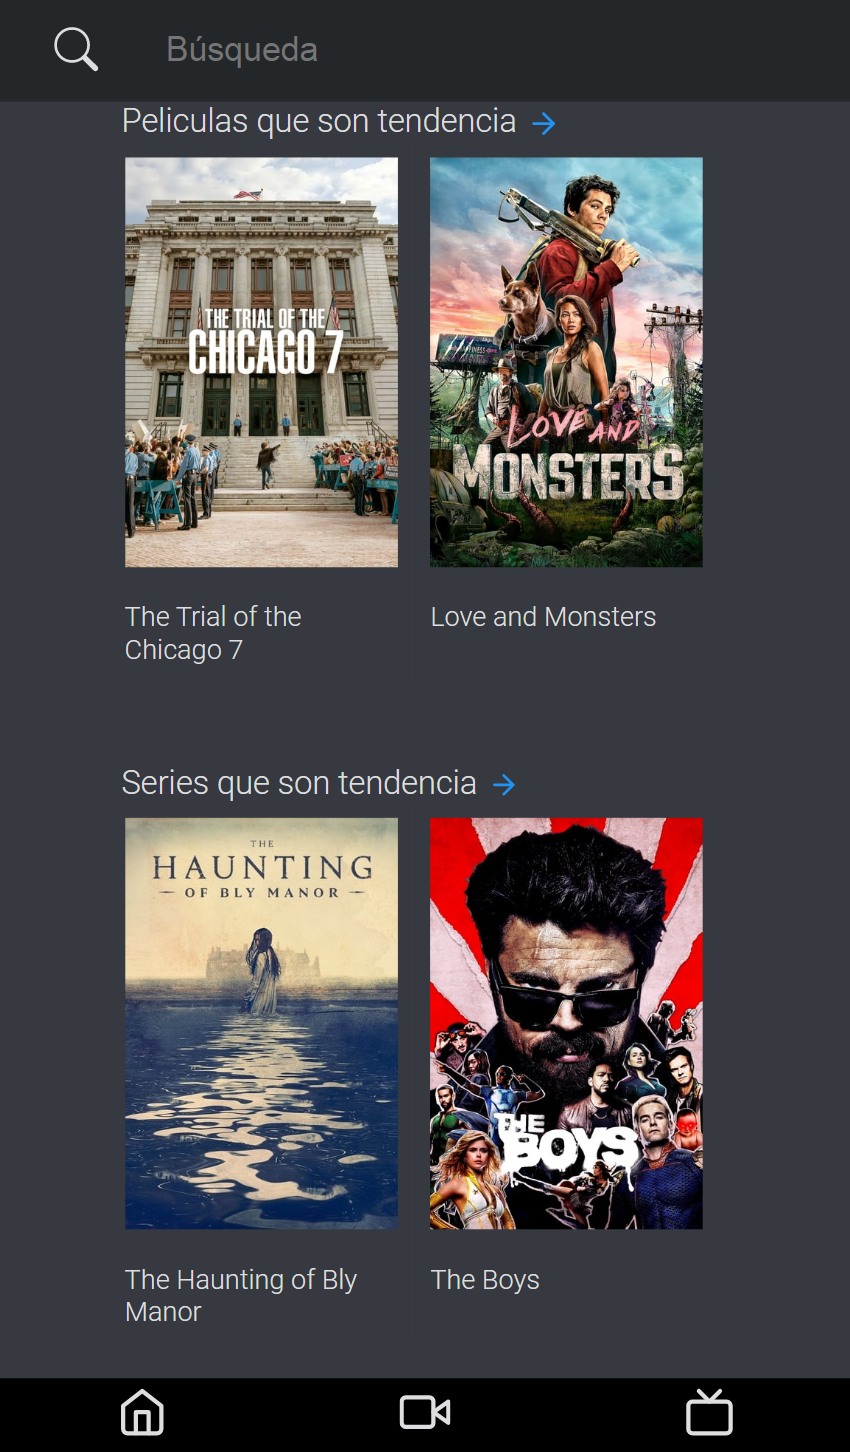 Búsqueda
Peliculas que son tendencia
THE TRIAL OF THE
CHICAGO 7
LOVE AND
MONSTERS
The Trial of the
Chicago 7
Love and Monsters
Series que son tendencia
THE
HAUNTING
OF BLY MANOR
THE
BOYS
The Haunting of Bly
Manor
The Boys